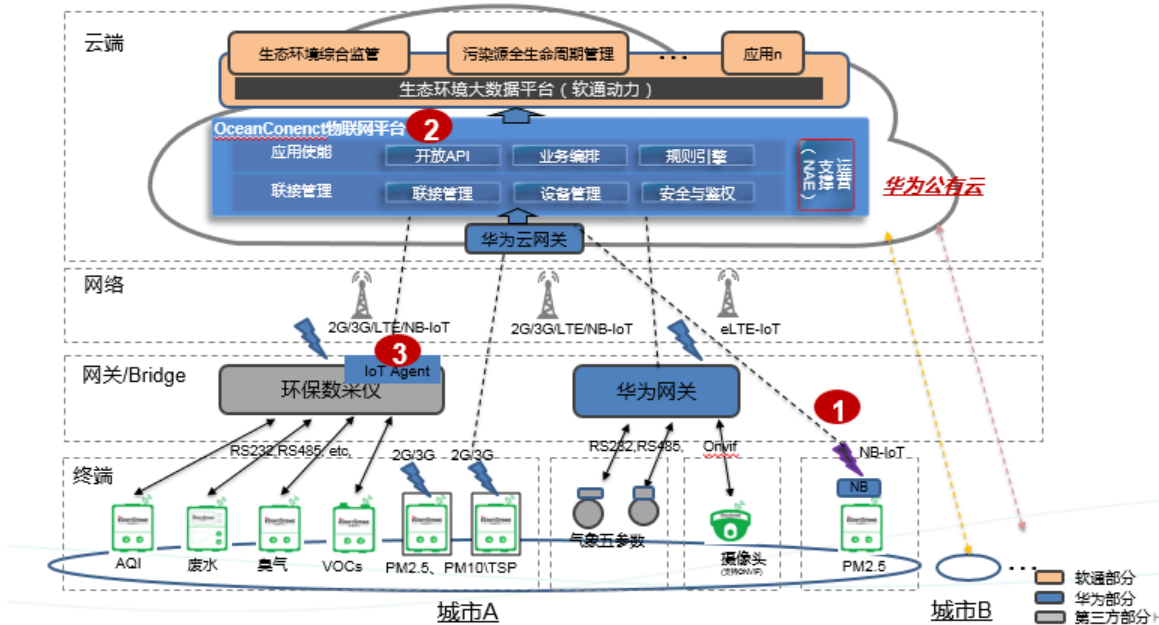 云端
生态环境综合监管
污染源全生命周期管理
...
应用n
生态环境大数据平台（软通动力）
OceanConenct物联网平台
2
应用使能
开放API
业务编排
规则引擎
联接管理
联接管理
设备管理
安全与鉴权
运营支撑(NAE)
华为公有云
华为云网关
网络
2G/3G/LTE/NB-IoT
2G/3G/LTE/NB-IoT
eLTE-IoT
网关/Bridge
3
IoT Agent
环保数采仪
华为网关
1
RS232,RS485, etc,
2G/3G
2G/3G
RS232,RS485,
Onvif
NB-IoT
终端
NB
AQI
废水
臭气
VOCs
PM2.5、PM10\TSP
气象五参数
摄像头
(支持ONVIF)
PM2.5
...
城市A
城市B
软通部分
华为部分
第三方部分